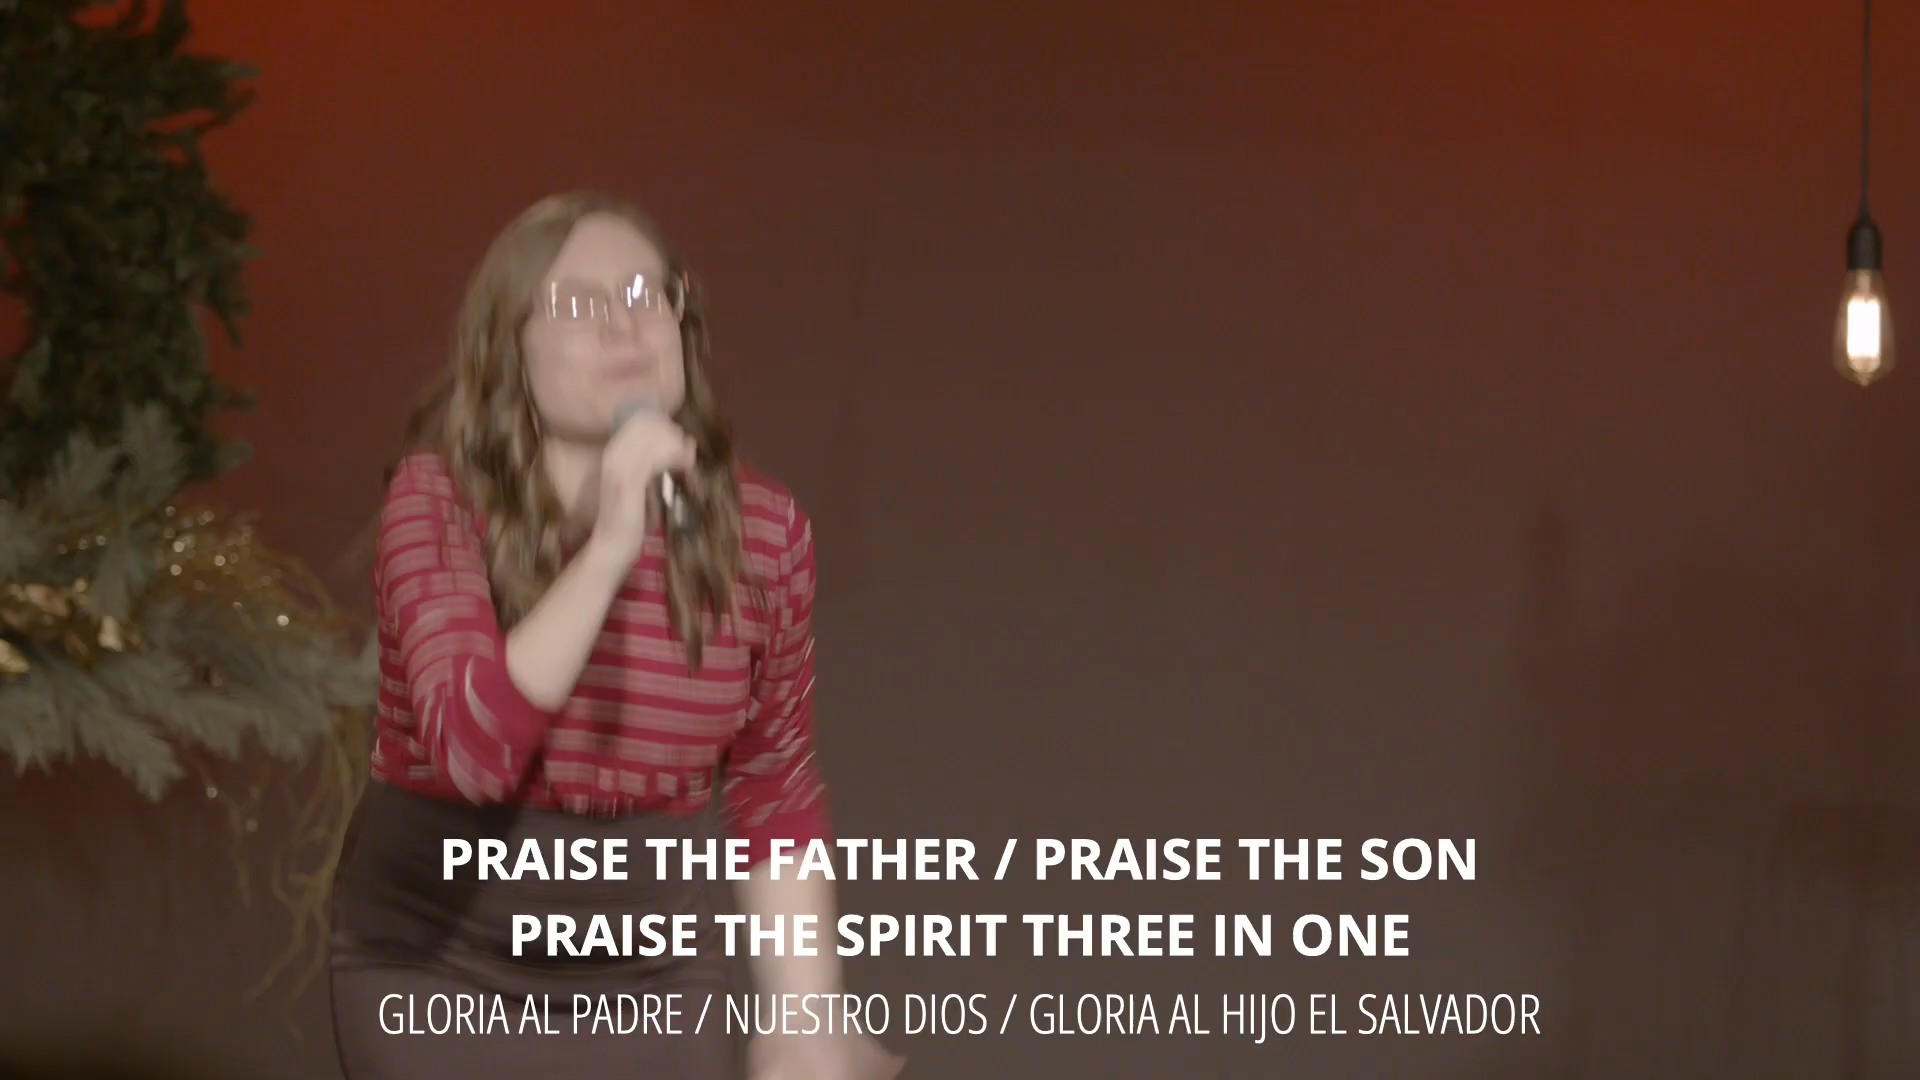 PRAISE THE FATHER / PRAISE THE SON
PRAISE THE SPIRIT THREE IN ONE
GLORIA AL PADRE / NUESTRO DIOS / GLORIA AL HIJO EL SALVADOR